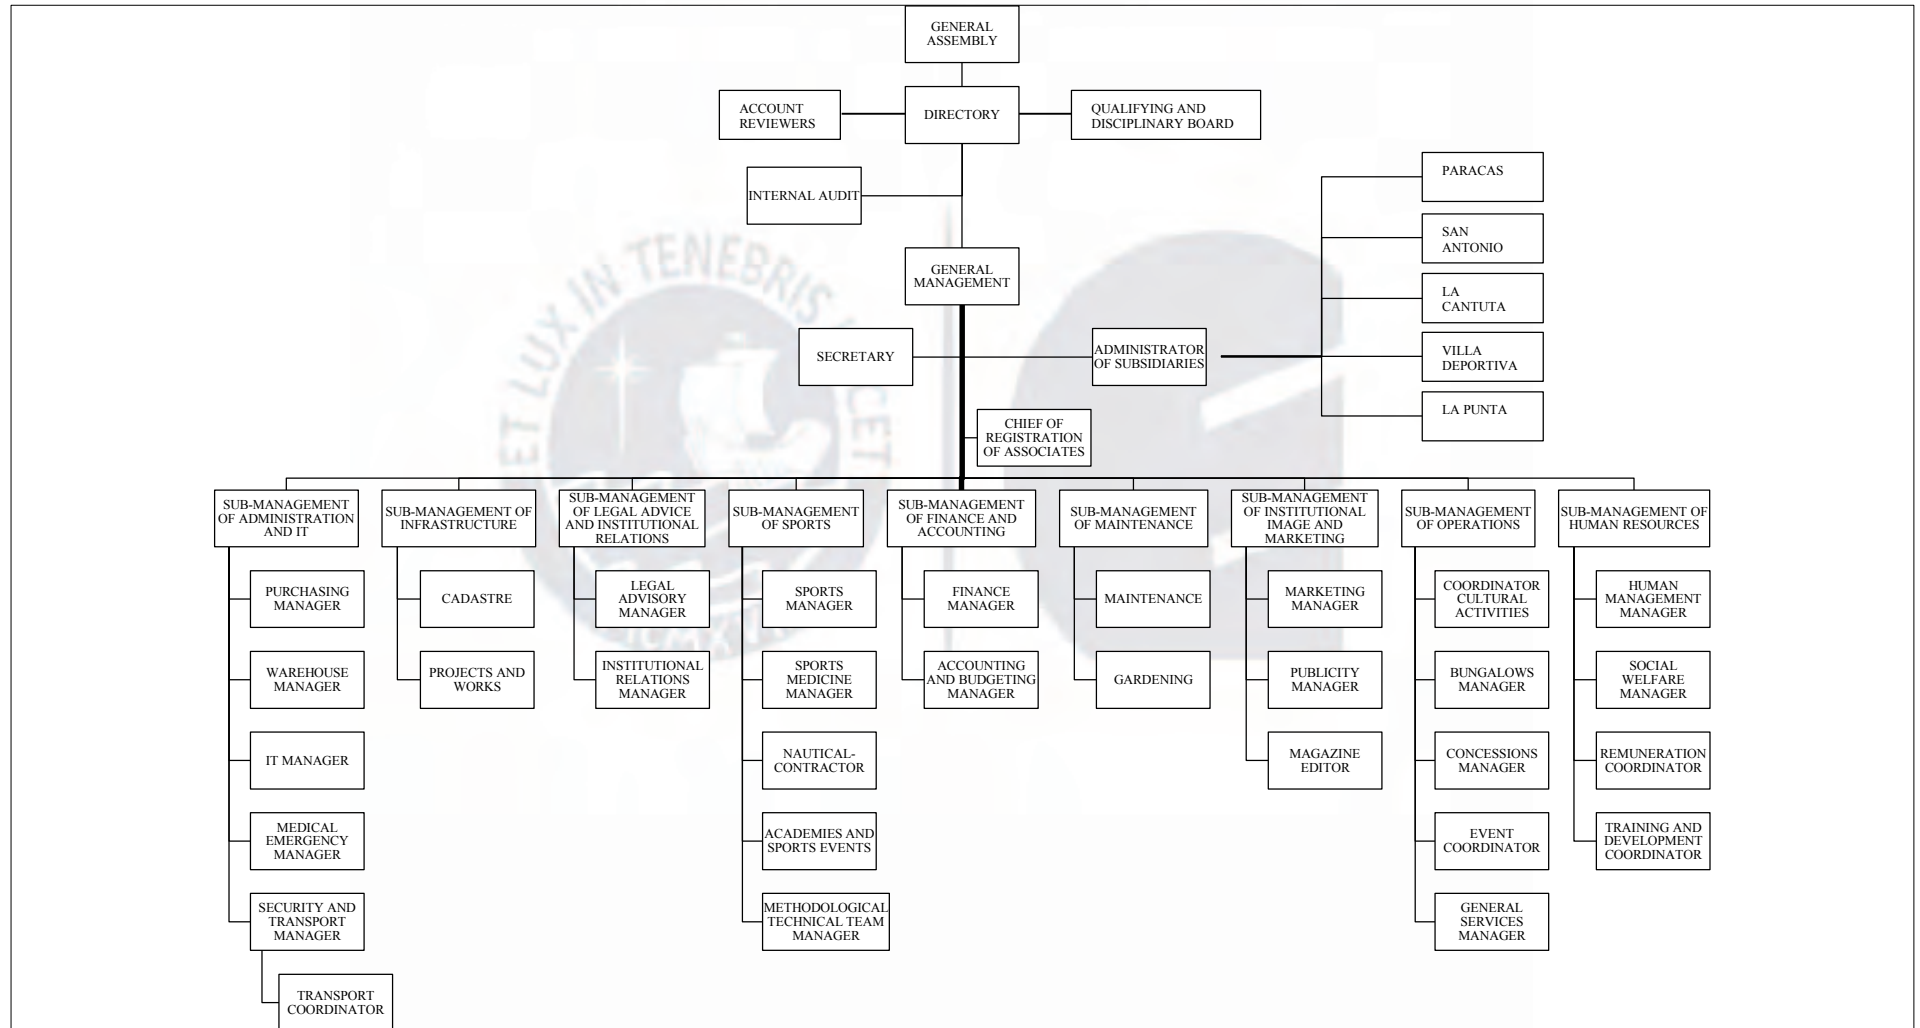 GENERAL
ASSEMBLY
ACCOUNT
REVIEWERS
DIRECTORY
QUALIFYING AND
DISCIPLINARY BOARD
INTERNAL AUDIT
PARACAS
SAN
ANTONIO
LA
CANTUTA
VILLA
DEPORTIVA
LA PUNTA
GENERAL
MANAGEMENT
SECRETARY
ADMINISTRATOR
OF SUBSIDIARIES
CHIEF OF
REGISTRATION
OF ASSOCIATES
SUB-MANAGEMENT
OF ADMINISTRATION
AND IT
PURCHASING
MANAGER
WAREHOUSE
MANAGER
IT MANAGER
MEDICAL
EMERGENCY
MANAGER
SECURITY AND
TRANSPORT
MANAGER
TRANSPORT
COORDINATOR
SUB-MANAGEMENT OF
INFRASTRUCTURE
CADASTRE
PROJECTS AND
WORKS
SUB-MANAGEMENT
OF LEGAL ADVICE
AND INSTITUTIONAL
RELATIONS
LEGAL
ADVISORY
MANAGER
INSTITUTIONAL
RELATIONS
MANAGER
SUB-MANAGEMENT
OF SPORTS
SPORTS
MANAGER
SPORTS
MEDICINE
MANAGER
NAUTICAL-
CONTRACTOR
ACADEMIES AND
SPORTS EVENTS
METHODOLOGICAL
TECHNICAL TEAM
MANAGER
SUB-MANAGEMENT
OF FINANCE AND
ACCOUNTING
FINANCE
MANAGER
ACCOUNTING
AND BUDGETING
MANAGER
SUB-MANAGEMENT
OF MAINTENANCE
MAINTENANCE
GARDENING
SUB-MANAGEMENT
OF INSTITUTIONAL
IMAGE AND
MARKETING
MARKETING
MANAGER
PUBLICITY
MANAGER
MAGAZINE
EDITOR
SUB-MANAGEMENT
OF OPERATIONS
COORDINATOR
CULTURAL
ACTIVITIES
BUNGALOWS
MANAGER
CONCESSIONS
MANAGER
EVENT
COORDINATOR
GENERAL
SERVICES
MANAGER
SUB-MANAGEMENT OF
HUMAN RESOURCES
HUMAN
MANAGEMENT
MANAGER
SOCIAL
WELFARE
MANAGER
REMUNERATION
COORDINATOR
TRAINING AND
DEVELOPMENT
COORDINATOR
ET LUX IN TENEBRIS